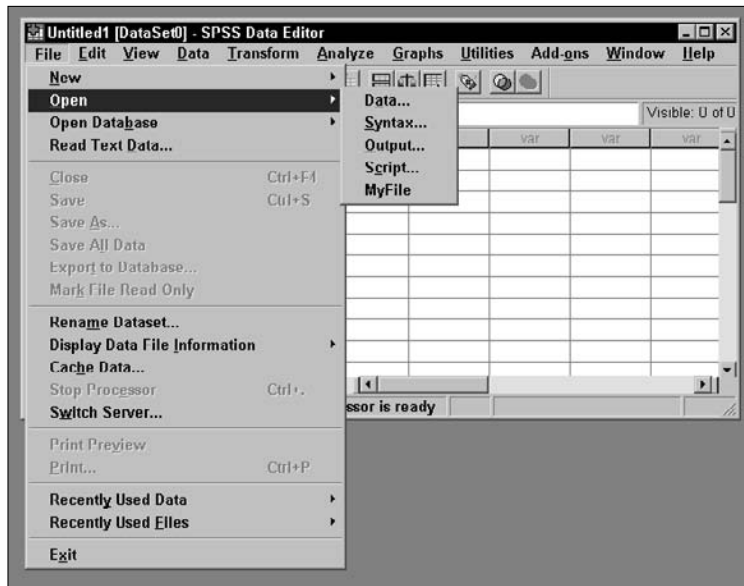 Untitled1 [DataSet0] - SPSS Data Editor
File Edit View Data Transform Analyze Graphs Utilities Add-ons Window Help
New
Open
Open Database
Read Text Data...
Close Ctrl+F4
Save Ctrl+S
Save As...
Save All Data
Export to Database...
Mark File Read Only
Rename Dataset...
Display Data File Information
Cache Data...
Stop Processor Ctrl+.
Switch Server...
Print Preview
Print... Ctrl+P
Recently Used Data
Recently Used Files
Exit
Data...
Syntax...
Output...
Script...
MyFile
Visible: 0 of 0
var var var
ssor is ready